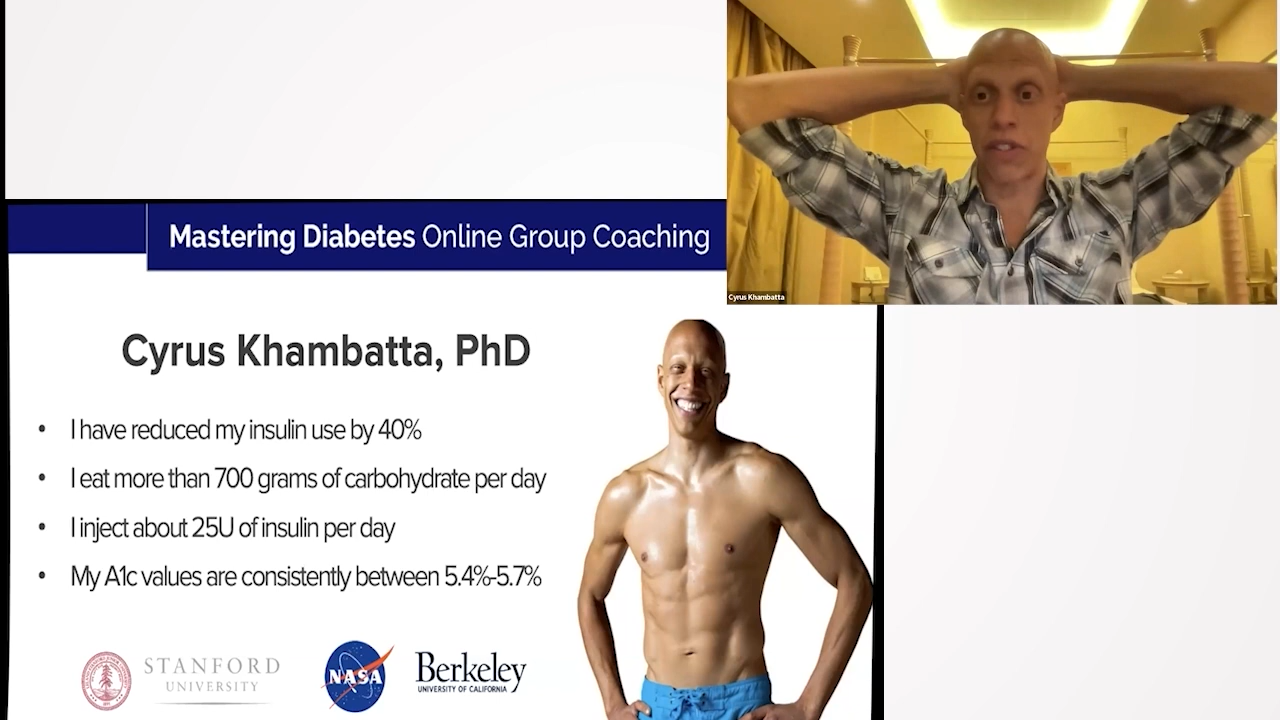 Mastering Diabetes Online Group Coaching
Cyrus Khambatta
Cyrus Khambatta, PhD
• I have reduced my insulin use by 40%
• I eat more than 700 grams of carbohydrate per day
• I inject about 25U of insulin per day
• My A1c values are consistently between 5.4%-5.7%
STANFORD
UNIVERSITY
NASA
Berkeley
UNIVERSITY OF CALIFORNIA